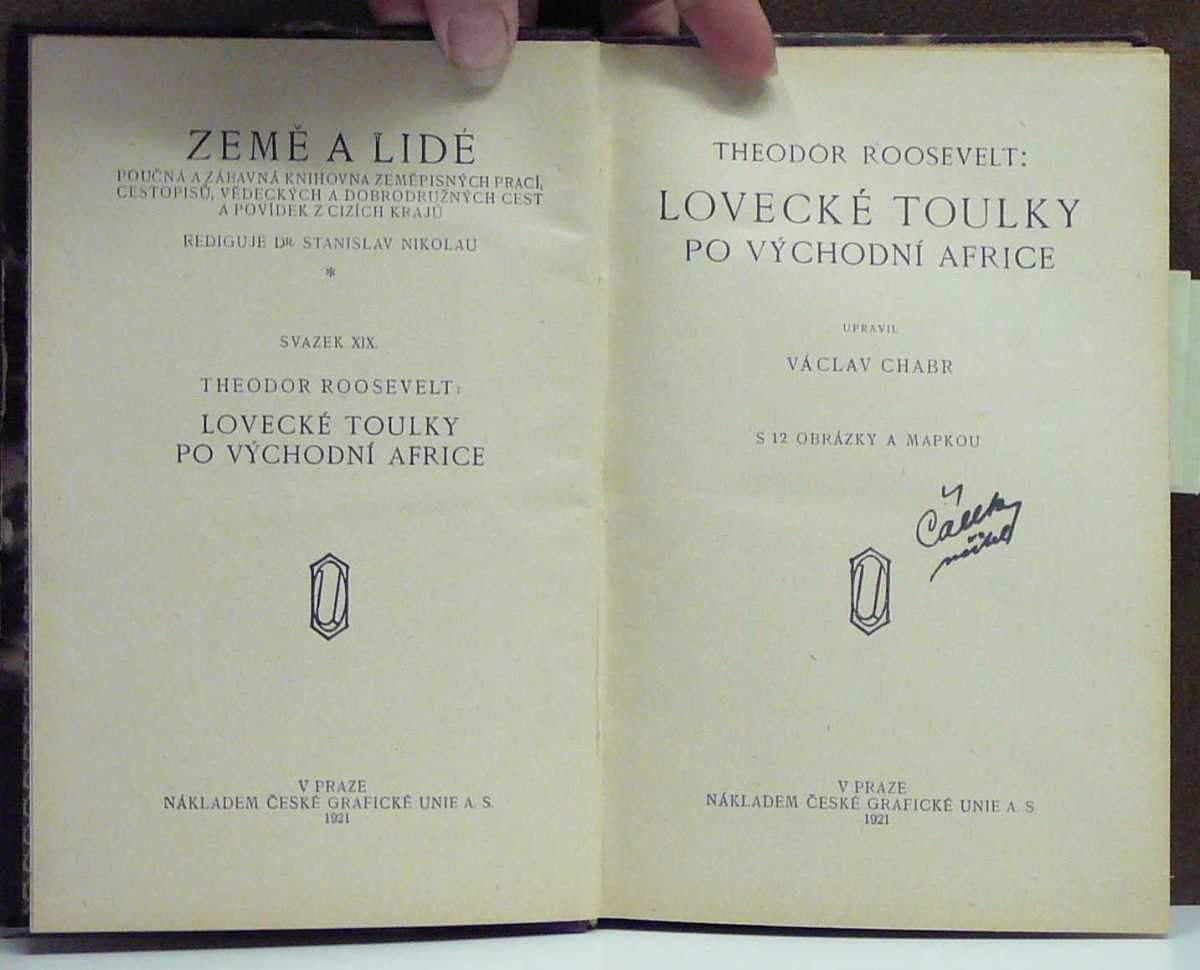 ZEMĚ A LIDÉ
POUČNÁ A ZÁBAVNÁ KNIHOVNA ZEMĚPISNÝCH PRACÍ,
CESTOPISŮ, VĚDECKÝCH A DOBRODRUŽNÝCH CEST
A POVÍDEK Z CIZÍCH KRAJŮ
REDIGUJE DR. STANISLAV NIKOLAU
*
SVAZEK XIX.
THEODOR ROOSEVELT:
LOVECKÉ TOULKY
PO VÝCHODNÍ AFRICE
V PRAZE
NÁKLADEM ČESKÉ GRAFICKÉ UNIE A. S.
1921
THEODOR ROOSEVELT:
LOVECKÉ TOULKY
PO VÝCHODNÍ AFRICE
UPRAVIL
VÁCLAV CHABR
S 12 OBRÁZKY A MAPKOU
V PRAZE
NÁKLADEM ČESKÉ GRAFICKÉ UNIE A. S
1921